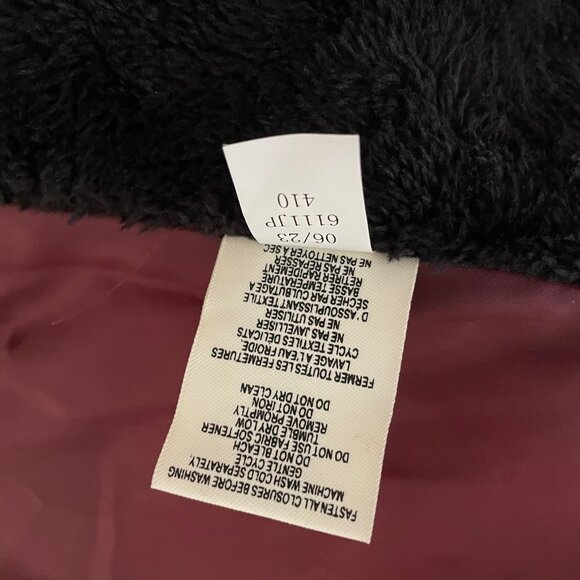 FASTEN ALL CLOSURES BEFORE WASHING
MACHINE WASH COLD SEPARATELY,
GENTLE CYCLE
DO NOT BLEACH
DO NOT USE FABRIC SOFTENER
TUMBLE DRY LOW
REMOVE PROMPTLY
DO NOT IRON
DO NOT DRY CLEAN
FERMER TOUTES LES FERMETURES
LAVAGE A L'EAU FROIDE.
CYCLE TEXTILES DELICATS
NE PAS JAVELLISER
NE PAS UTILISER
D'ASSOUPLISSANT TEXTILE
SÉCHER PAR CULBUTAGE A
BASSE TEMPÉRATURE
RETIRER RAPIDEMENT
NE PAS REPASSER
NE PAS NETTOYER A SEC
06/23
6111JP
410